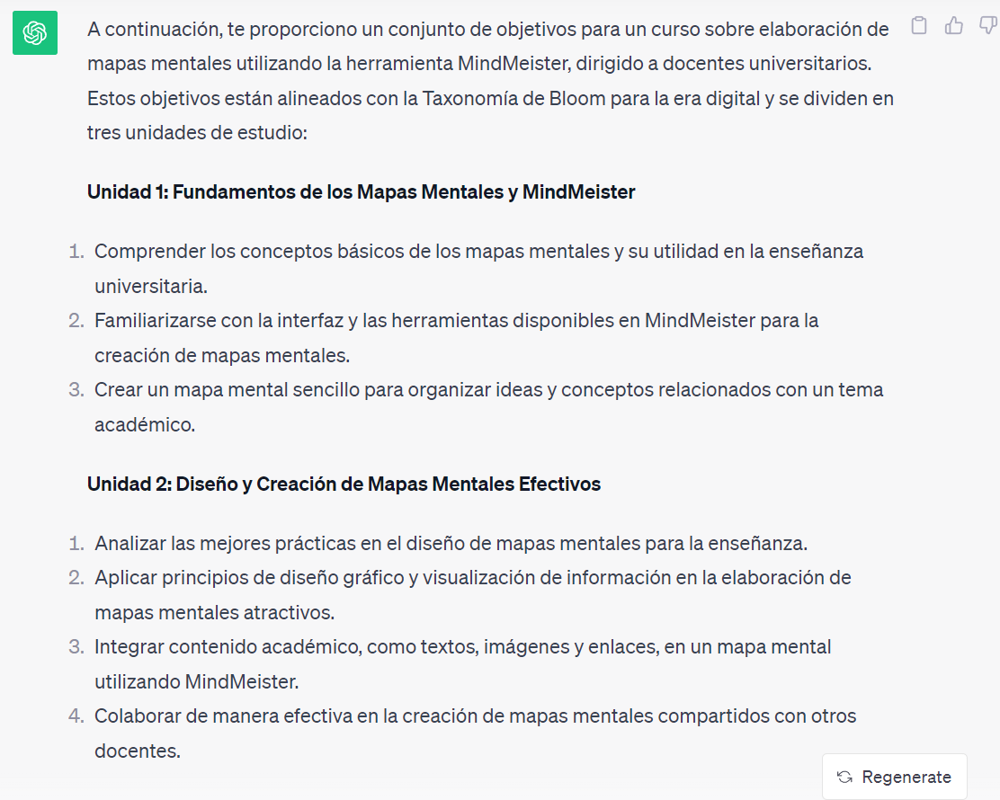 A continuación, te proporciono un conjunto de objetivos para un curso sobre elaboración de
mapas mentales utilizando la herramienta MindMeister, dirigido a docentes universitarios.
Estos objetivos están alineados con la Taxonomía de Bloom para la era digital y se dividen en
tres unidades de estudio:
Unidad 1: Fundamentos de los Mapas Mentales y MindMeister
1. Comprender los conceptos básicos de los mapas mentales y su utilidad en la enseñanza
universitaria.
2. Familiarizarse con la interfaz y las herramientas disponibles en MindMeister para la
creación de mapas mentales.
3. Crear un mapa mental sencillo para organizar ideas y conceptos relacionados con un tema
académico.
Unidad 2: Diseño y Creación de Mapas Mentales Efectivos
1. Analizar las mejores prácticas en el diseño de mapas mentales para la enseñanza.
2. Aplicar principios de diseño gráfico y visualización de información en la elaboración de
mapas mentales atractivos.
3. Integrar contenido académico, como textos, imágenes y enlaces, en un mapa mental
utilizando MindMeister.
4. Colaborar de manera efectiva en la creación de mapas mentales compartidos con otros
docentes.
Regenerate